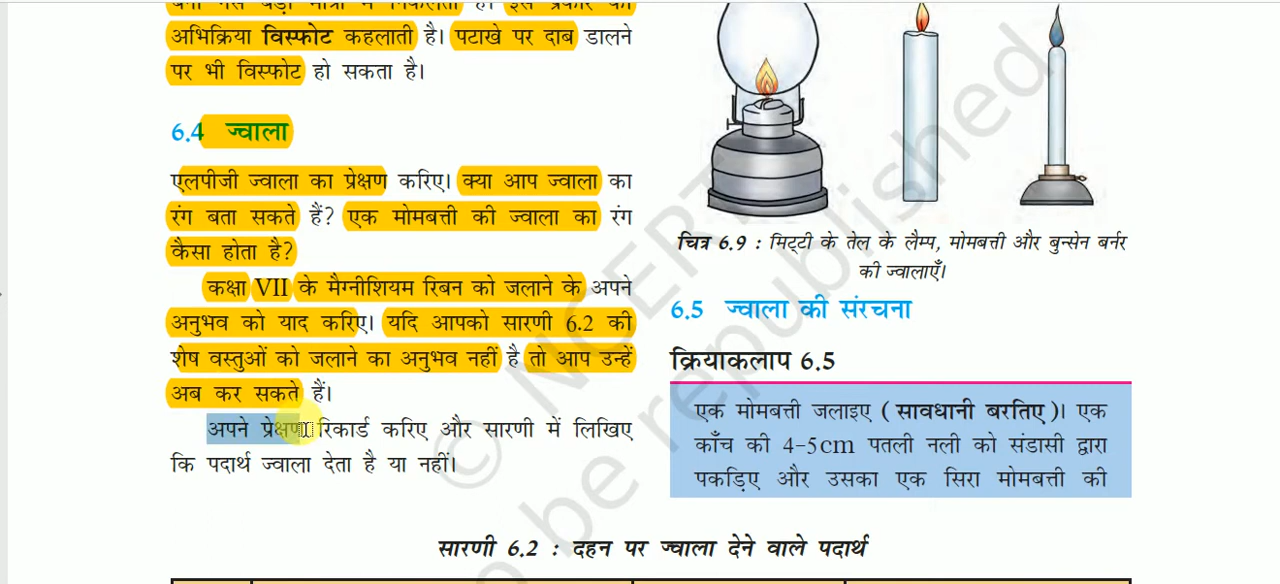 अभिक्रिया विस्फोट कहलाती है। पटाखे पर दाब डालने
पर भी विस्फोट हो सकता है।
6.4 ज्वाला
एलपीजी ज्वाला का प्रेक्षण करिए। क्या आप ज्वाला का
रंग बता सकते हैं? एक मोमबत्ती की ज्वाला का रंग
कैसा होता है?
कक्षा VII के मैग्नीशियम रिबन को जलाने के अपने
अनुभव को याद करिए। यदि आपको सारणी 6.2 की
शेष वस्तुओं को जलाने का अनुभव नहीं है तो आप उन्हें
अब कर सकते हैं।
अपने प्रेक्षण रिकार्ड करिए और सारणी में लिखिए
कि पदार्थ ज्वाला देता है या नहीं।
चित्र 6.9 : मिट्टी के तेल के लैम्प, मोमबत्ती और बुन्सेन बर्नर
की ज्वालाएँ।
6.5 ज्वाला की संरचना
क्रियाकलाप 6.5
एक मोमबत्ती जलाइए (सावधानी बरतिए)। एक
काँच की 4-5cm पतली नली को संडासी द्वारा
पकड़िए और उसका एक सिरा मोमबत्ती की
सारणी 6.2 : दहन पर ज्वाला देने वाले पदार्थ
© NCERT
be republished